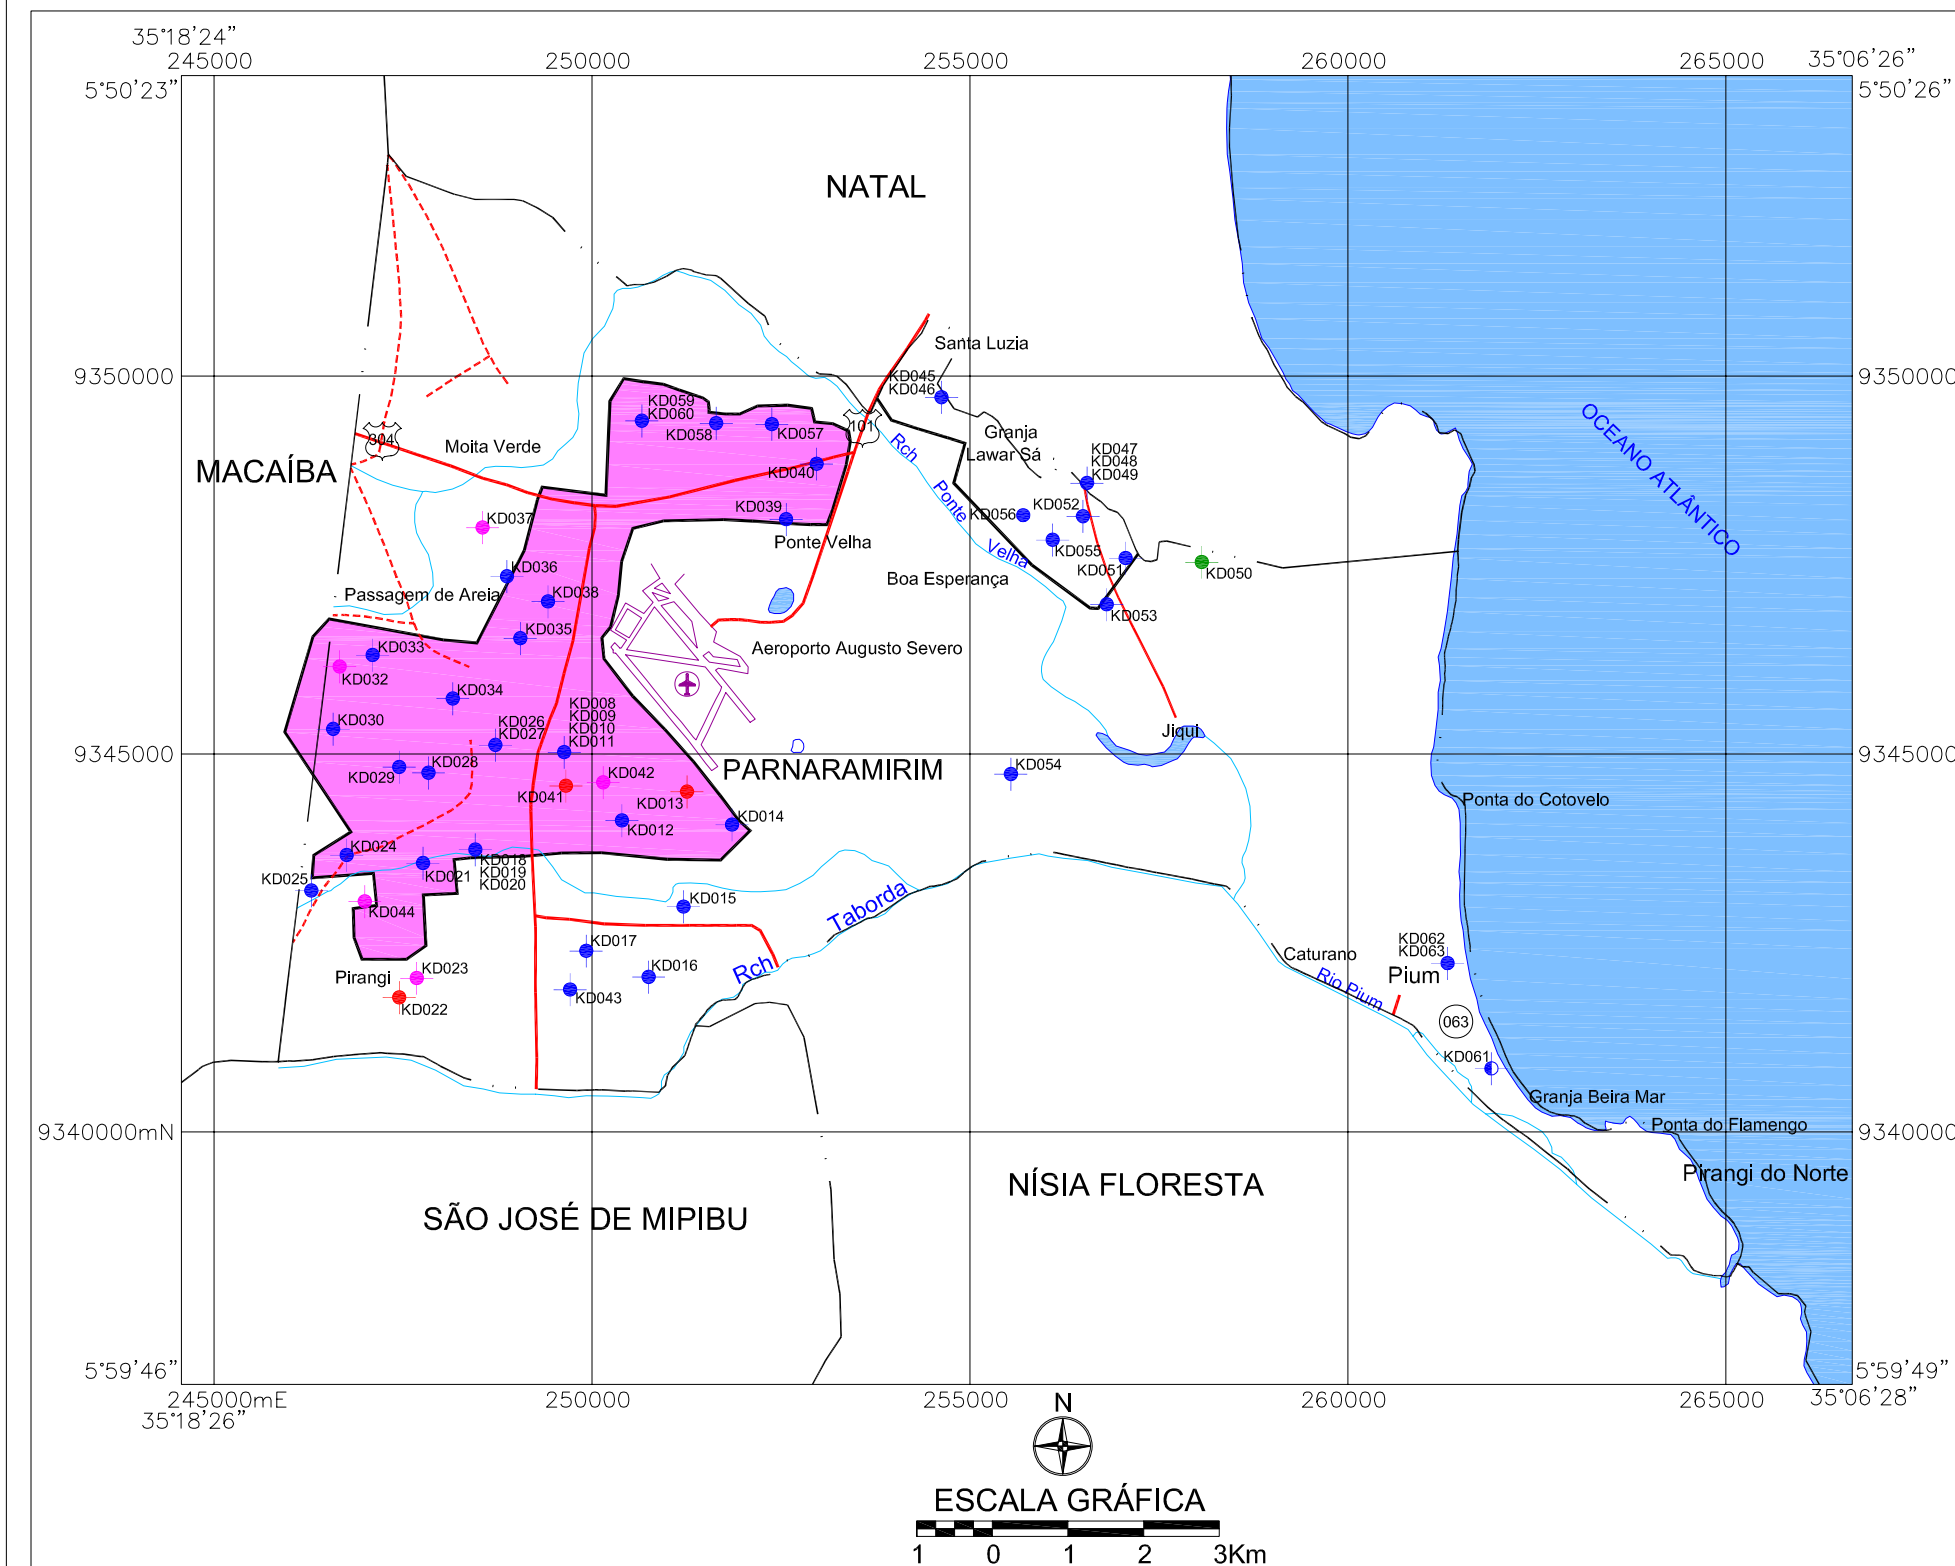 35°18'24"
245000
250000
255000
260000
265000
35°06'26"
5°50'23"
5°50'26"
NATAL
OCEANO ATLÂNTICO
Santa Luzia
9350000
9350000
KD045
KD046
KD059
KD060
KD058
KD057
101
304
Moita Verde
Rch
Ponte
Velha
Granja
Lawar Sá
KD047
KD048
KD049
MACAÍBA
KD040
KD039
KD056
KD052
KD037
Ponte Velha
KD055
KD051
KD050
KD036
Boa Esperança
Passagem de Areia
KD038
KD053
KD035
Aeroporto Augusto Severo
KD033
KD032
KD034
KD030
KD026
KD027
KD008
KD009
KD010
KD011
Jiqui
9345000
9345000
KD029
KD028
PARNARAMIRIM
KD054
KD042
KD041
KD013
KD012
KD014
Ponta do Cotovelo
KD024
KD021
KD018
KD019
KD020
KD025
KD044
KD015
Taborda
Rch
KD017
KD016
KD043
Pirangi
KD023
KD022
Caturano
Rio Pium
KD062
KD063
Pium
063
KD061
Granja Beira Mar
Ponta do Flamengo
9340000mN
9340000
Pirangi do Norte
NÍSIA FLORESTA
SÃO JOSÉ DE MIPIBU
5°59'46"
5°59'49"
245000mE
250000
255000
260000
265000
35°18'26"
35°06'28"
N
ESCALA GRÁFICA
1 0 1 2 3Km